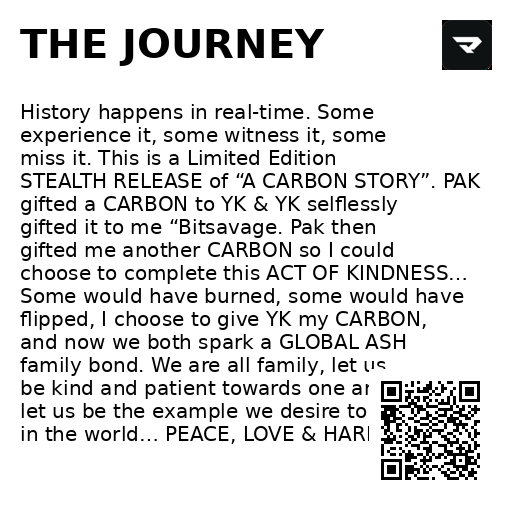 THE JOURNEY
History happens in real-time. Some
experience it, some witness it, some
miss it. This is a Limited Edition
STEALTH RELEASE of “A CARBON STORY”. PAK
gifted a CARBON to YK & YK selflessly
gifted it to me “Bitsavage. Pak then
gifted me another CARBON so I could
choose to complete this ACT OF KINDNESS...
Some would have burned, some would have
flipped, I choose to give YK my CARBON,
and now we both spark a GLOBAL ASH
family bond. We are all family, let us
be kind and patient towards one
let us be the example we desire to
in the world... PEACE, LOVE &